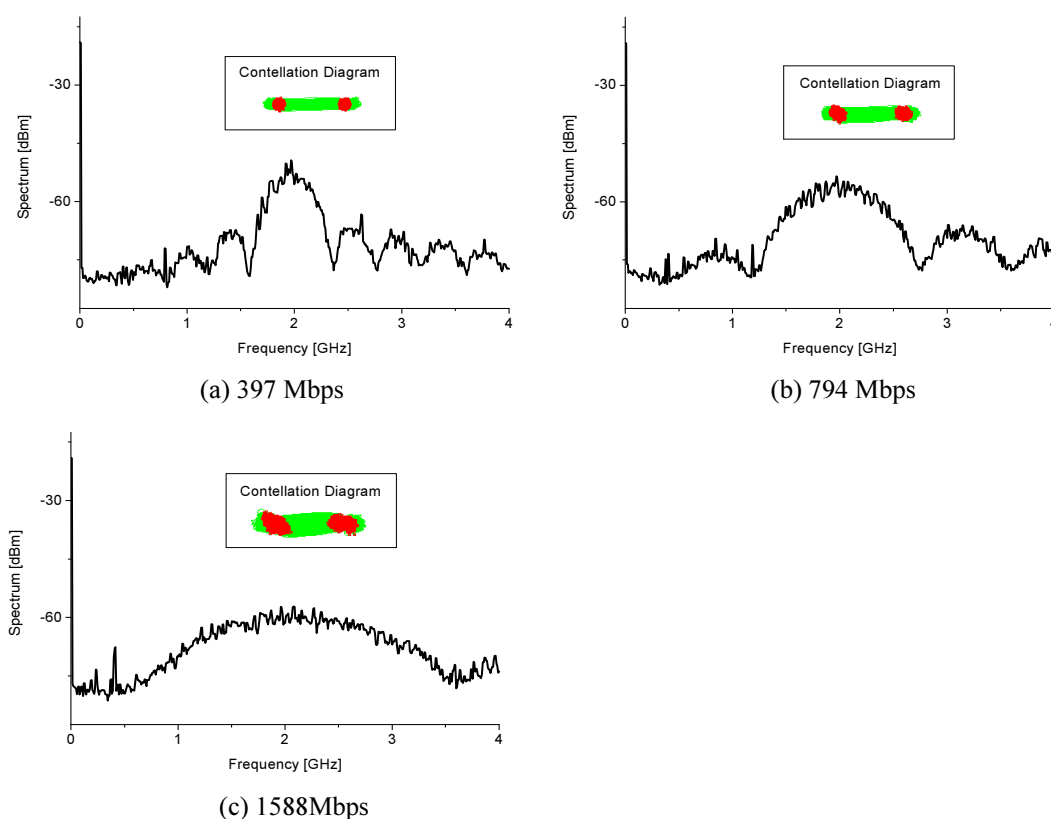 Spectrum [dBm]
-30
-60
Contellation Diagram
0 1 2 3 4
Frequency [GHz]
(a) 397 Mbps
Spectrum [dBm]
-30
-60
Contellation Diagram
0 1 2 3 4
Frequency [GHz]
(b) 794 Mbps
Spectrum [dBm]
-30
-60
Contellation Diagram
0 1 2 3 4
Frequency [GHz]
(c) 1588Mbps